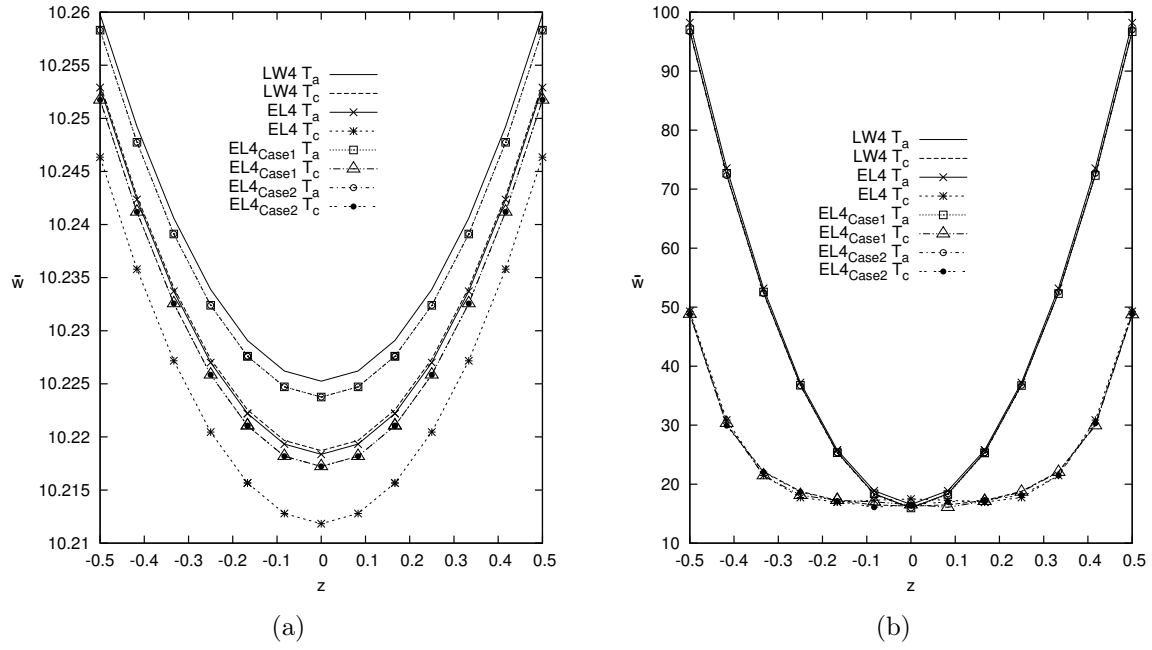 10.26
10.255
10.25
10.245
10.24
10.235
10.23
10.225
10.22
10.215
10.21
w̄
-0.5 -0.4 -0.3 -0.2 -0.1 0 0.1 0.2 0.3 0.4 0.5
z
LW4 Ta
LW4 Tc
EL4 Ta
EL4 Tc
EL4Case1 Ta
EL4Case1 Tc
EL4Case2 Ta
EL4Case2 Tc
(a)
100
90
80
70
60
50
40
30
20
10
w̄
-0.5 -0.4 -0.3 -0.2 -0.1 0 0.1 0.2 0.3 0.4 0.5
z
LW4 Ta
LW4 Tc
EL4 Ta
EL4 Tc
EL4Case1 Ta
EL4Case1 Tc
EL4Case2 Ta
EL4Case2 Tc
(b)